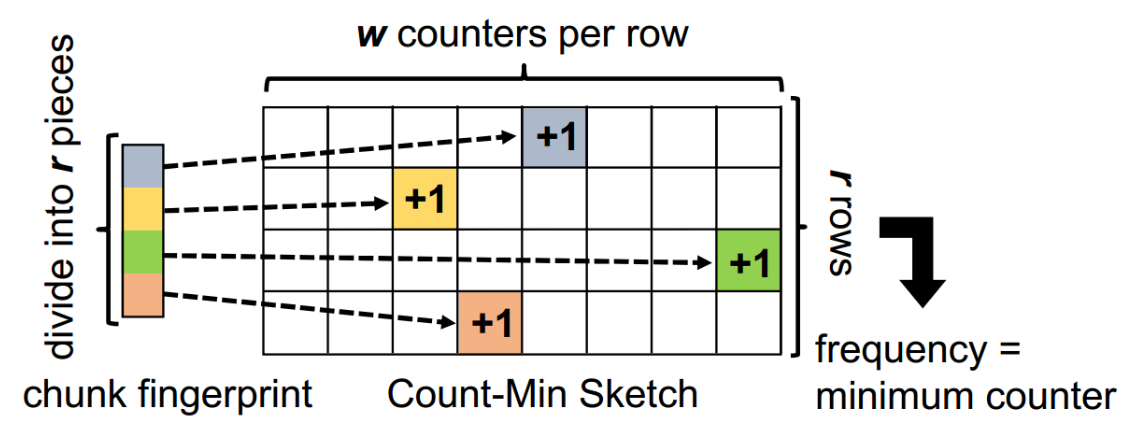 w counters per row
divide into r pieces
+1
+1
+1
+1
r rows
frequency =
minimum counter
chunk fingerprint
Count-Min Sketch